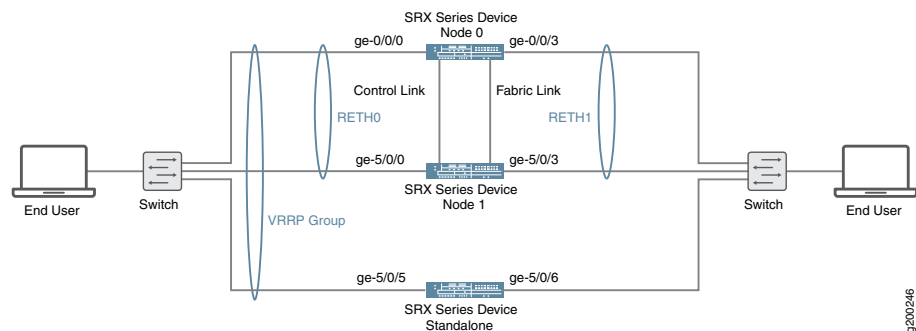 SRX Series Device
Node 0
ge-0/0/0
ge-0/0/3
Control Link
Fabric Link
RETH0
RETH1
ge-5/0/0
ge-5/0/3
SRX Series Device
Node 1
End User
Switch
Switch
End User
VRRP Group
ge-5/0/5
ge-5/0/6
SRX Series Device
Standalone
g200246